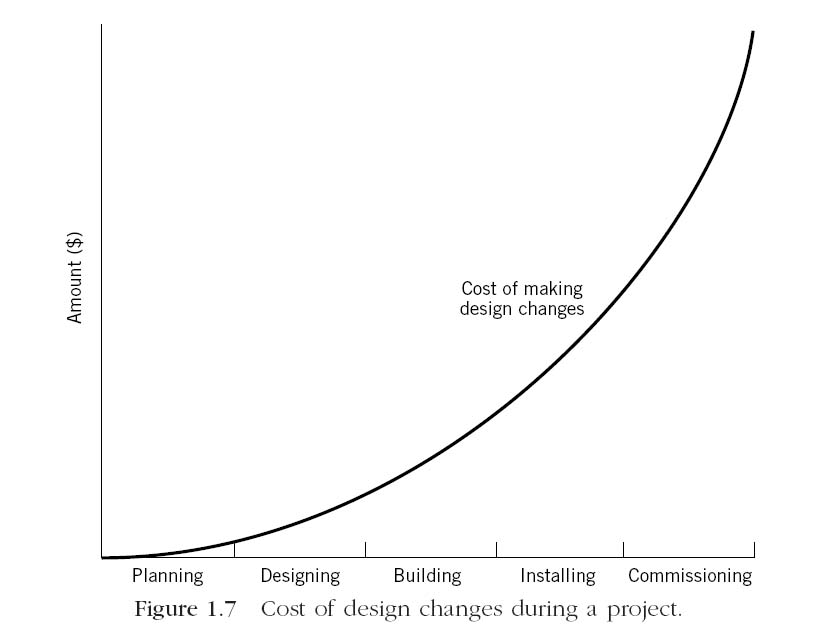 Amount ($)
Cost of making
design changes
Planning Designing Building Installing Commissioning
Figure 1.7 Cost of design changes during a project.